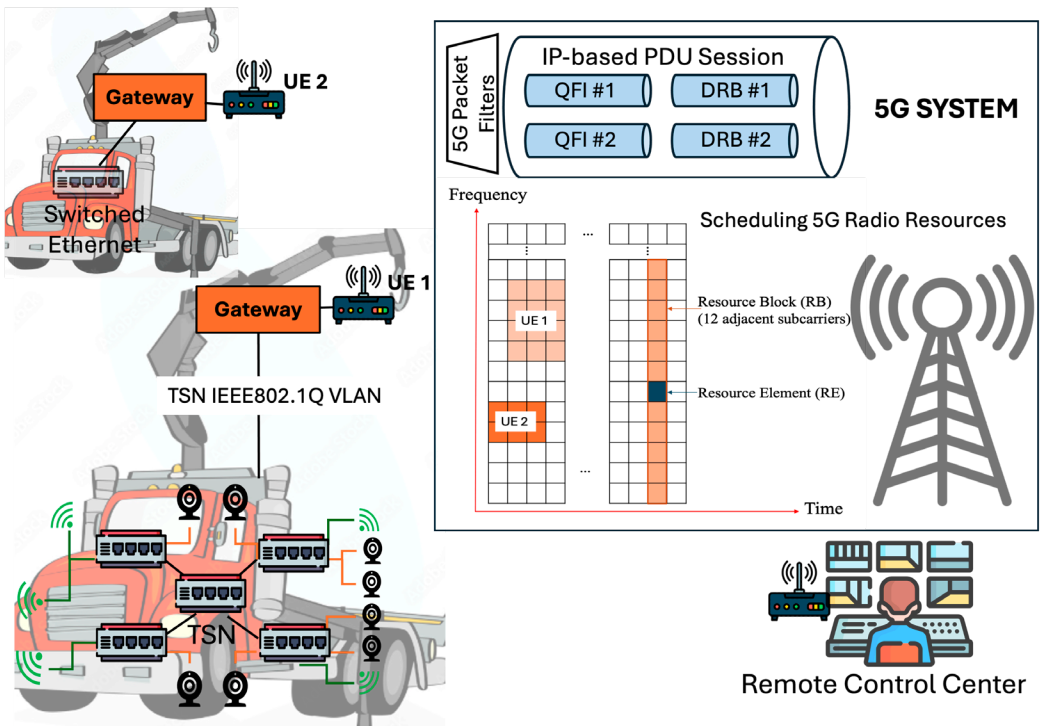 Gateway
UE 2
Switched
Ethernet
Gateway
UE 1
TSN IEEE802.1Q VLAN
TSN
5G Packet
Filters
IP-based PDU Session
QFI #1
DRB #1
QFI #2
DRB #2
5G SYSTEM
Frequency
Scheduling 5G Radio Resources
...
...
...
UE 1
Resource Block (RB)
(12 adjacent subcarriers)
Resource Element (RE)
UE 2
...
Time
Remote Control Center